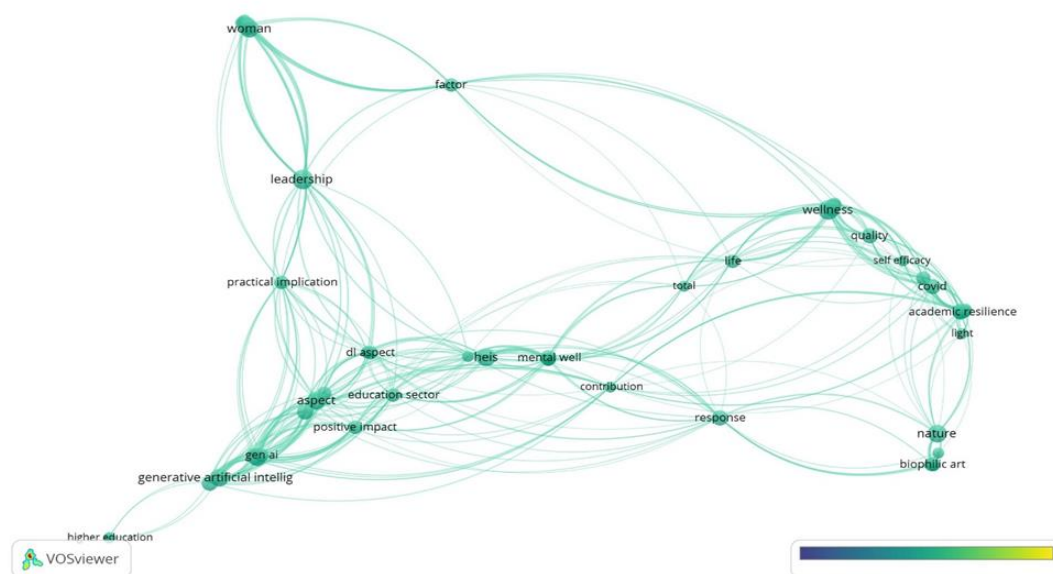 woman
factor
leadership
wellness
quality
self efficacy
life
practical implication
total
covid
academic resilience
light
dl aspect
heis
mental well
contribution
education sector
aspect
response
positive impact
nature
gen ai
biophilic art
generative artificial intellig
higher education
VOSviewer